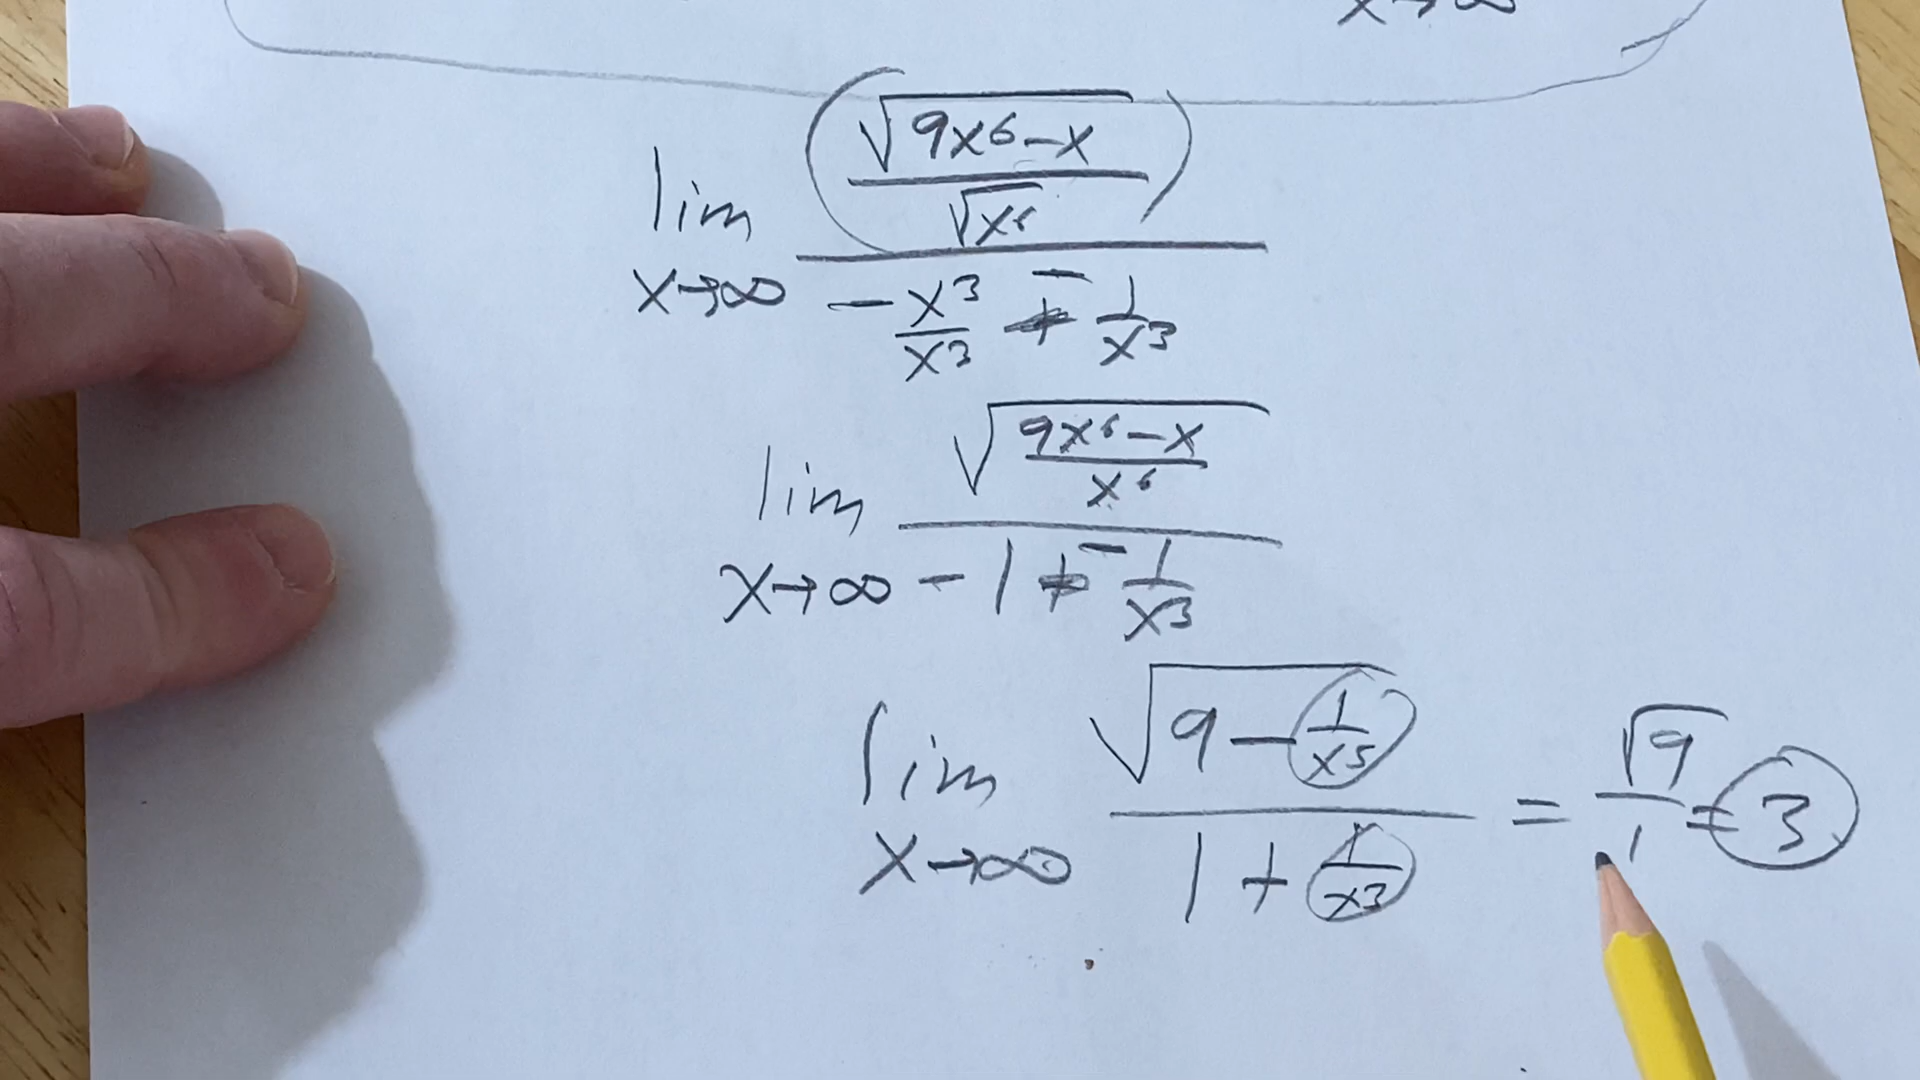 x→∞
lim x→∞ (√(9x⁶-x) / √x⁶) / (-x³/x³ - 1/x³)
lim x→∞ √((9x⁶-x)/x⁶) / (-1 - 1/x³)
lim x→∞ √(9-1/x⁵) / (1+1/x³) = √9/1 = 3